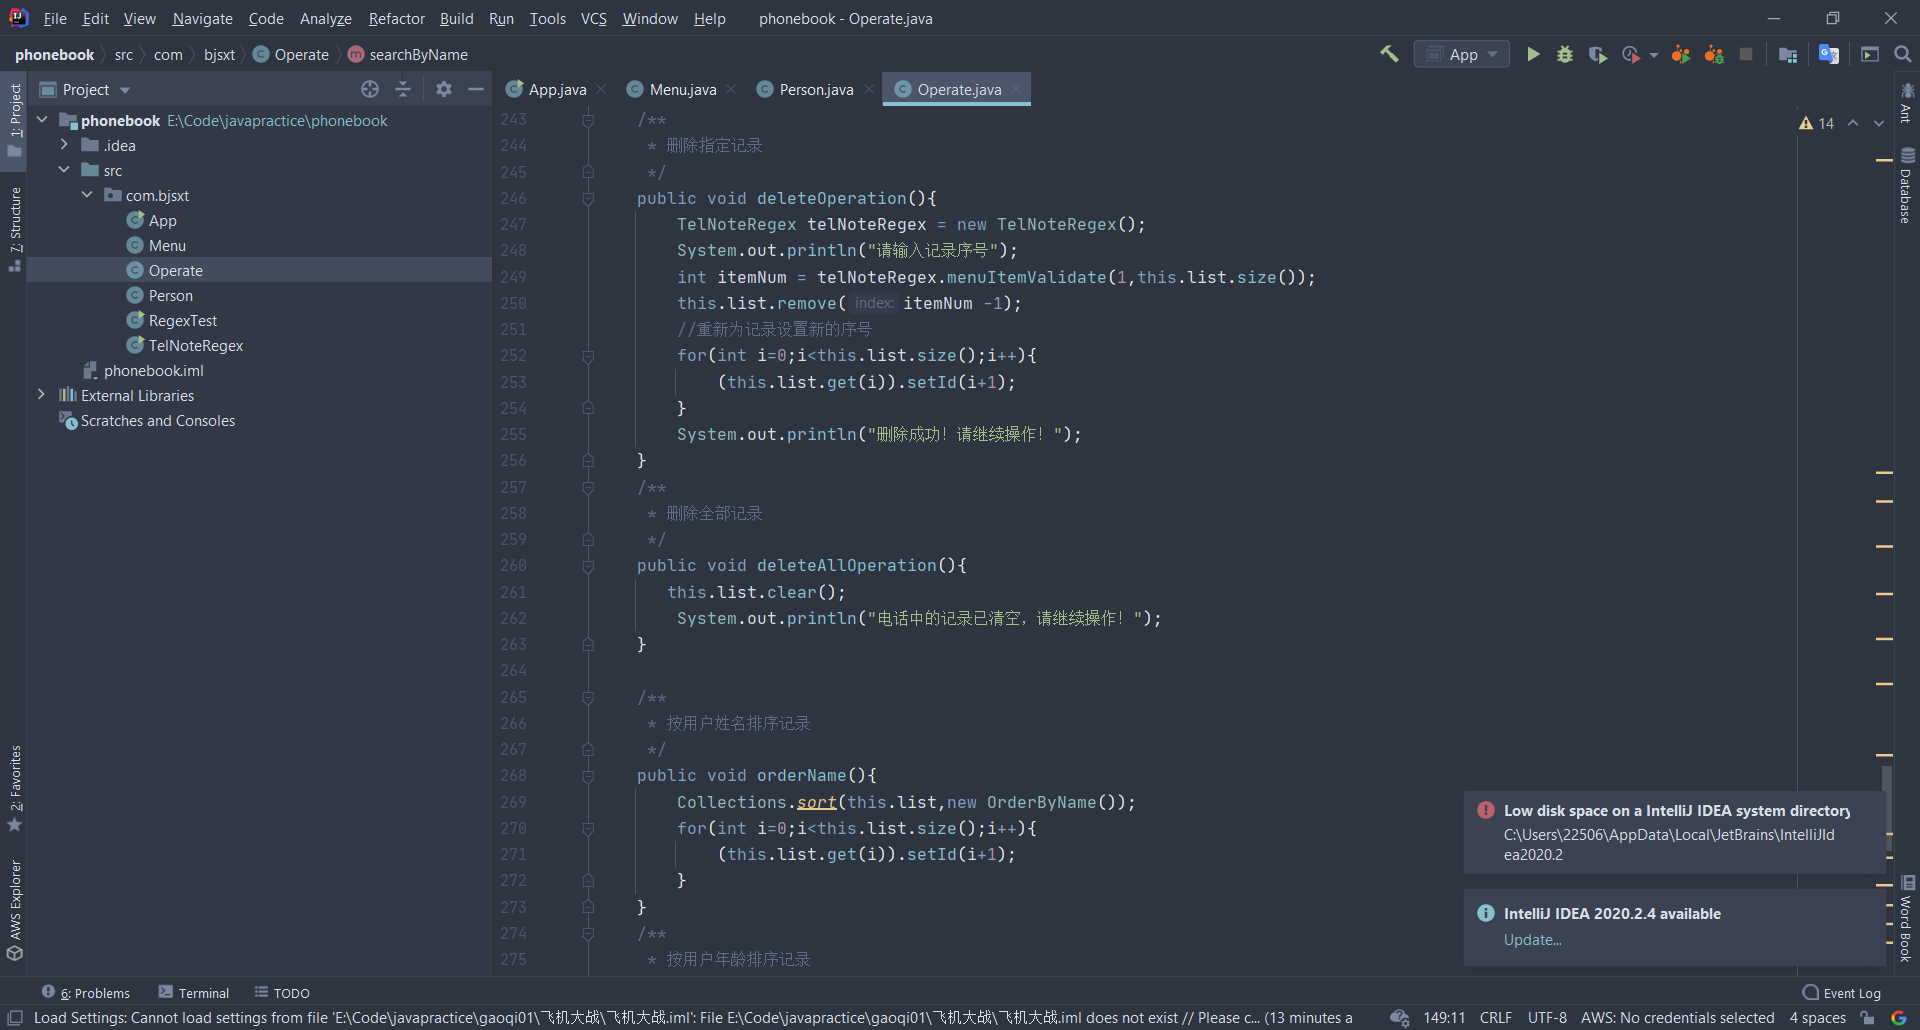 File Edit View Navigate Code Analyze Refactor Build Run Tools VCS Window Help phonebook - Operate.java
phonebook src com bjsxt Operate searchByName
App
1: Project
7: Structure
2: Favorites
AWS Explorer
Project
phonebook E:\Code\javapractice\phonebook
.idea
src
com.bjsxt
App
Menu
Operate
Person
RegexTest
TelNoteRegex
phonebook.iml
External Libraries
Scratches and Consoles
App.java Menu.java Person.java Operate.java
14
243 /**
244 * 删除指定记录
245 */
246 public void deleteOperation(){
247 TelNoteRegex telNoteRegex = new TelNoteRegex();
248 System.out.println("请输入记录序号");
249 int itemNum = telNoteRegex.menuItemValidate(1,this.list.size());
250 this.list.remove( index: itemNum -1);
251 //重新为记录设置新的序号
252 for(int i=0;i<this.list.size();i++){
253 (this.list.get(i)).setId(i+1);
254 }
255 System.out.println("删除成功！请继续操作！");
256 }
257 /**
258 * 删除全部记录
259 */
260 public void deleteAllOperation(){
261 this.list.clear();
262 System.out.println("电话中的记录已清空，请继续操作！");
263 }
264
265 /**
266 * 按用户姓名排序记录
267 */
268 public void orderName(){
269 Collections.sort(this.list,new OrderByName());
270 for(int i=0;i<this.list.size();i++){
271 (this.list.get(i)).setId(i+1);
272 }
273 }
274 /**
275 * 按用户年龄排序记录
Ant
Database
Word Book
Low disk space on a IntelliJ IDEA system directory
C:\Users\22506\AppData\Local\JetBrains\IntelliJId
ea2020.2
IntelliJ IDEA 2020.2.4 available
Update...
6: Problems Terminal TODO Event Log
Load Settings: Cannot load settings from file 'E:\Code\javapractice\gaoqi01\飞机大战\飞机大战.iml': File E:\Code\javapractice\gaoqi01\飞机大战\飞机大战.iml does not exist // Please c... (13 minutes a 149:11 CRLF UTF-8 AWS: No credentials selected 4 spaces